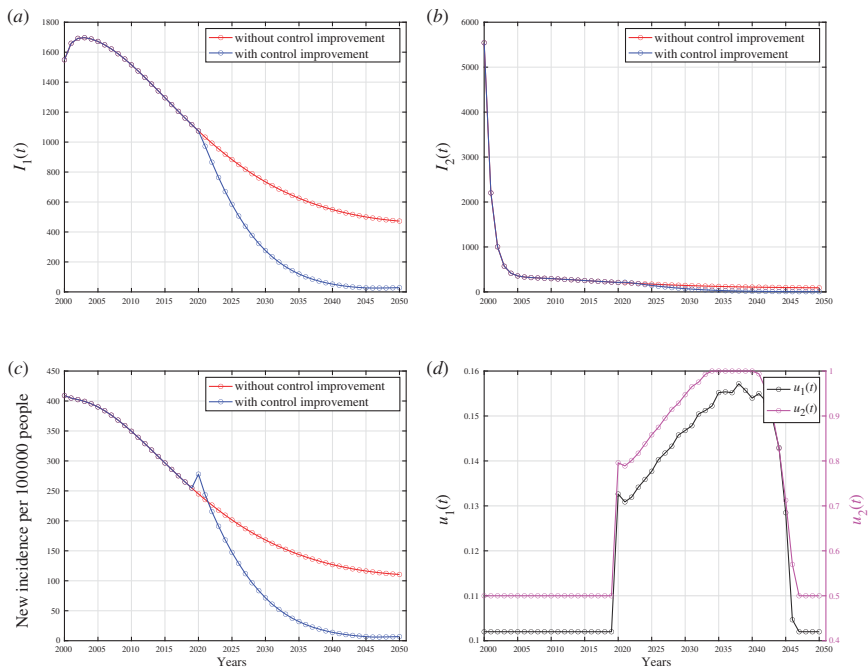 (a)
1800
1600
1400
1200
1000
800
600
400
200
0
I1(t)
without control improvement
with control improvement
2000 2005 2010 2015 2020 2025 2030 2035 2040 2045 2050
(b)
6000
5000
4000
3000
2000
1000
0
I2(t)
without control improvement
with control improvement
2000 2005 2010 2015 2020 2025 2030 2035 2040 2045 2050
(c)
450
400
350
300
250
200
150
100
50
0
New incidence per 100000 people
without control improvement
with control improvement
2000 2005 2010 2015 2020 2025 2030 2035 2040 2045 2050
Years
(d)
0.16
0.15
0.14
0.13
0.12
0.11
0.1
u1(t)
u1(t)
u2(t)
1
0.9
0.8
0.7
0.6
0.5
0.4
u2(t)
2000 2005 2010 2015 2020 2025 2030 2035 2040 2045 2050
Years